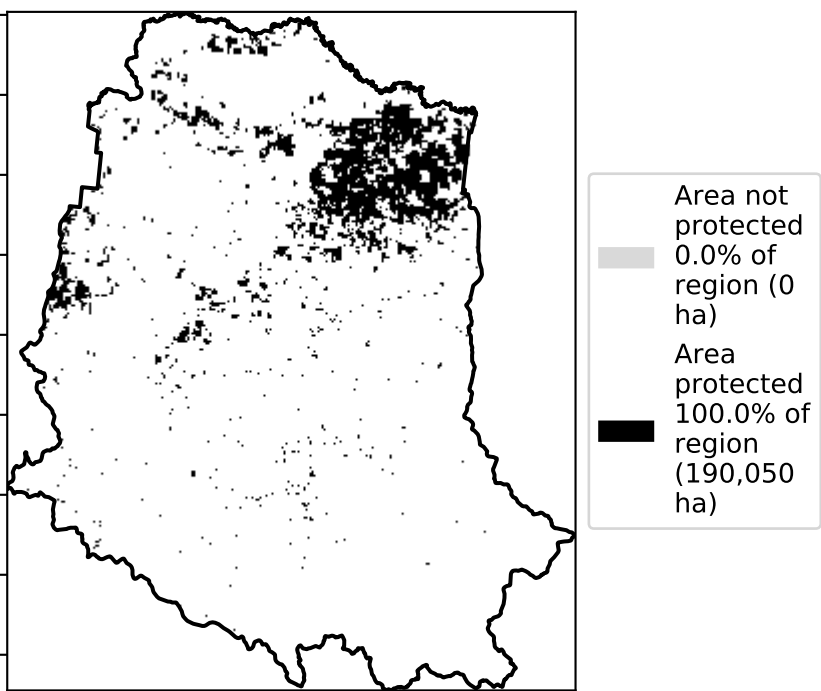 Area not
protected
0.0% of
region (0
ha)
Area
protected
100.0% of
region
(190,050
ha)